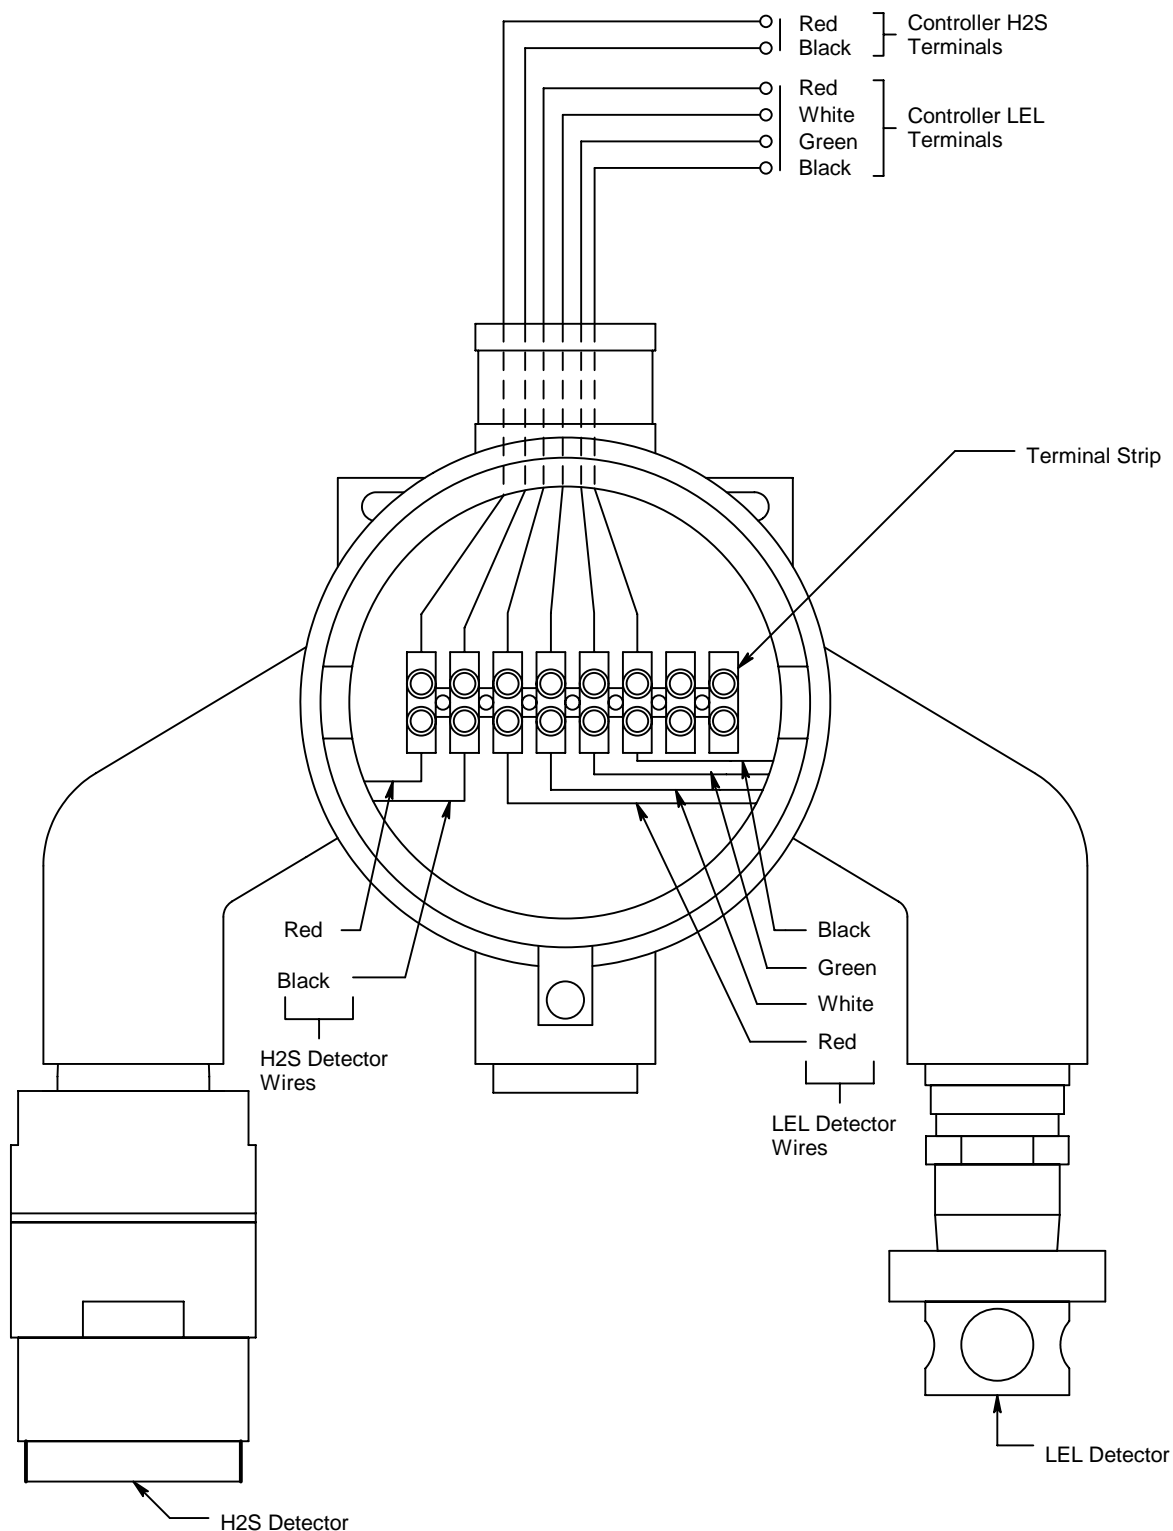 Red
Black
Controller H2S
Terminals
Red
White
Green
Black
Controller LEL
Terminals
Terminal Strip
Red
Black
H2S Detector
Wires
Black
Green
White
Red
LEL Detector
Wires
LEL Detector
H2S Detector